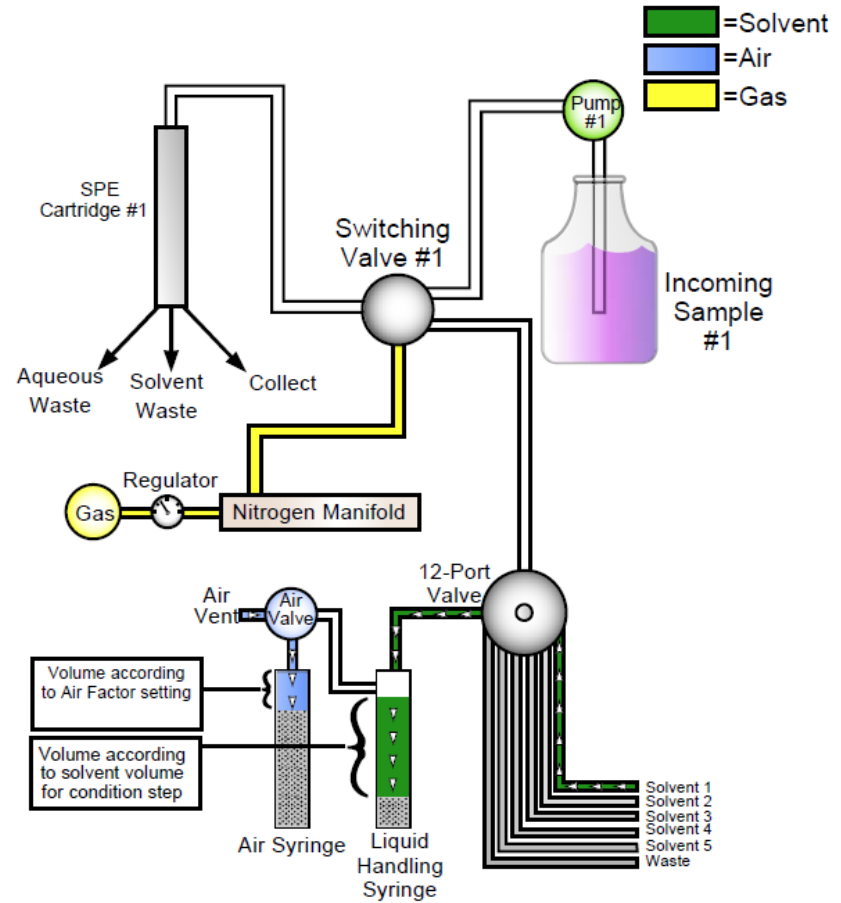 =Solvent
=Air
=Gas
Pump
#1
SPE
Cartridge #1
Switching
Valve #1
Incoming
Sample
#1
Aqueous
Waste
Solvent
Waste
Collect
Regulator
Gas
Nitrogen Manifold
12-Port
Valve
Air
Vent
Air
Valve
Volume according
to Air Factor setting
Volume according
to solvent volume
for condition step
Solvent 1
Solvent 2
Solvent 3
Solvent 4
Solvent 5
Waste
Air Syringe
Liquid
Handling
Syringe